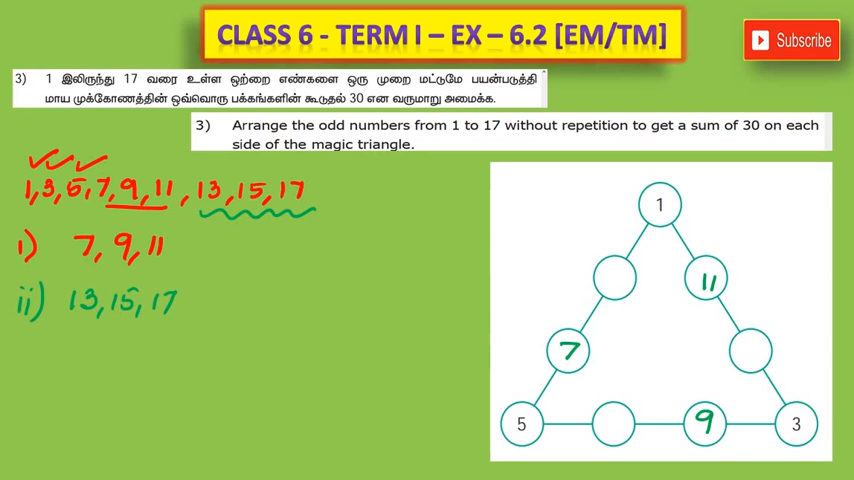 CLASS 6 - TERM I – EX – 6.2 [EM/TM]
Subscribe
3) 1 இலிருந்து 17 வரை உள்ள ஒற்றை எண்களை ஒரு முறை மட்டுமே பயன்படுத்தி
மாய முக்கோணத்தின் ஒவ்வொரு பக்கங்களின் கூடுதல் 30 என வருமாறு அமைக்க.
3) Arrange the odd numbers from 1 to 17 without repetition to get a sum of 30 on each
side of the magic triangle.
1, 3, 5, 7, 9, 11, 13, 15, 17
i) 7, 9, 11
ii) 13, 15, 17
1
11
7
5 9 3